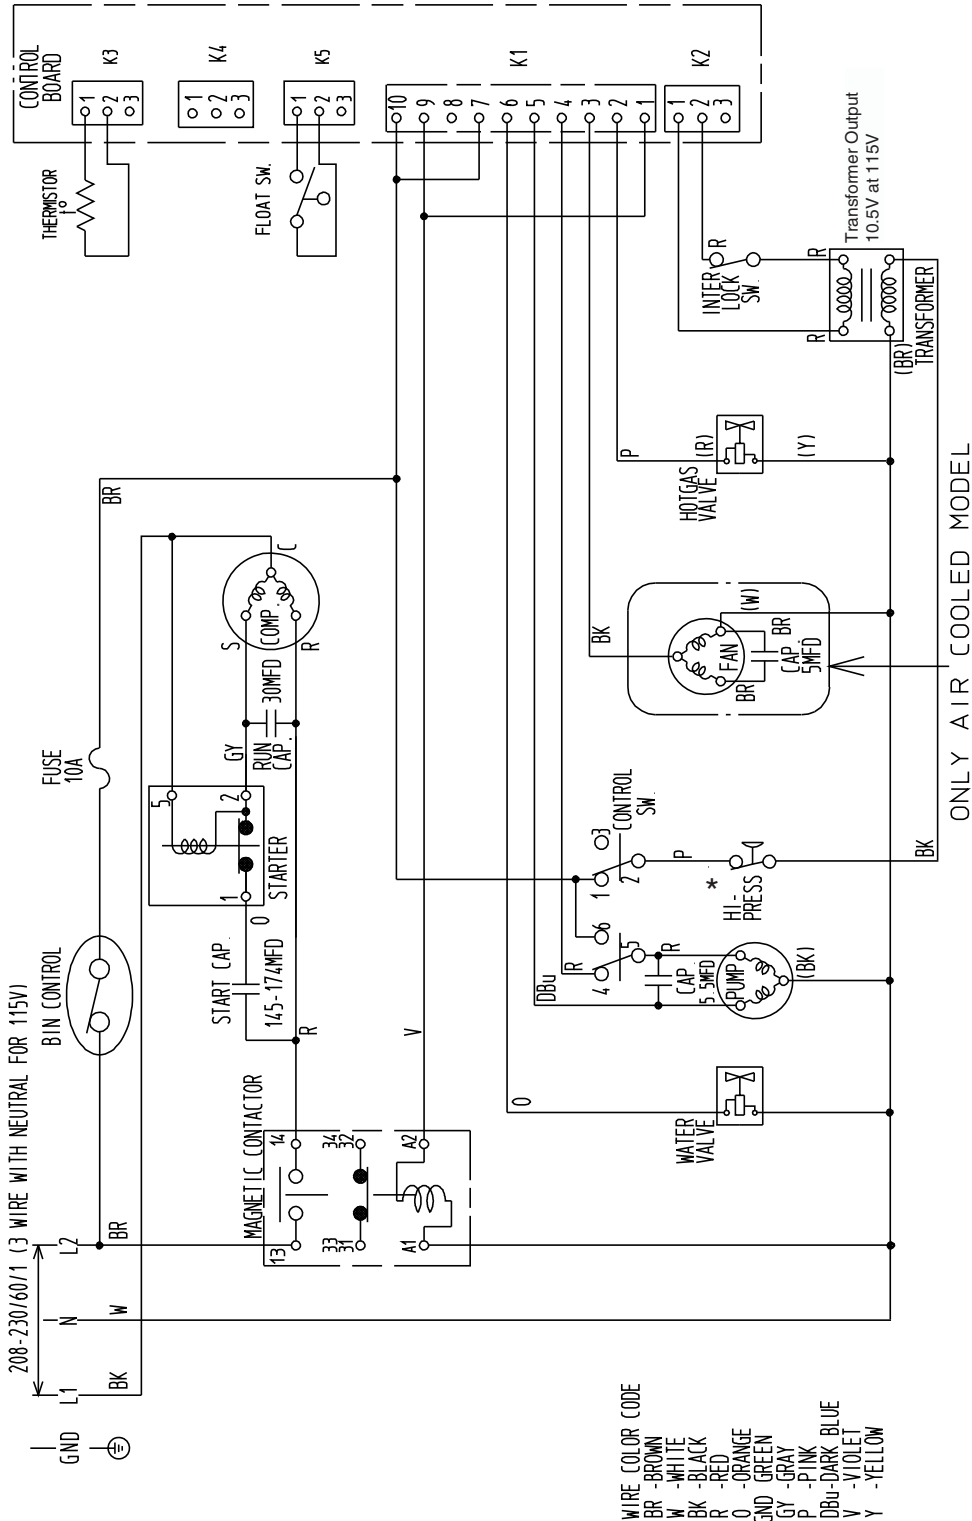 CONTROL
BOARD
K3
K4
K5
K1
K2
1
2
3
1
2
3
1
2
3
10
9
8
7
6
5
4
3
2
1
1
2
3
THERMISTOR
t°
FLOAT SW.
Transformer Output
10.5V at 115V
INTER
LOCK
SW.
R
R
R
(BR)
TRANSFORMER
BR
P
(R)
(Y)
HOTGAS
VALVE
C
S
R
COMP.
30MFD
GY
RUN
CAP.
BK
(W)
FAN
BR
BR
CAP.
5MFD
ONLY AIR COOLED MODEL
FUSE
10A
5
2
1
STARTER
O
START CAP.
145-174MFD
R
BIN CONTROL
CONTROL
SW.
3
1
2
P
*
HI-
PRESS
BK
6
5
4
R
R
DBu
CAP.
5.5MFD
PUMP
(BK)
V
O
WATER
VALVE
MAGNETIC CONTACTOR
14
34
32
A2
13
33
31
A1
208-230/60/1 (3 WIRE WITH NEUTRAL FOR 115V)
L2
BR
N
W
L1
BK
GND
WIRE COLOR CODE
BR -BROWN
W -WHITE
BK -BLACK
R -RED
O -ORANGE
GND GREEN
GY -GRAY
P -PINK
DBu-DARK BLUE
V -VIOLET
Y -YELLOW